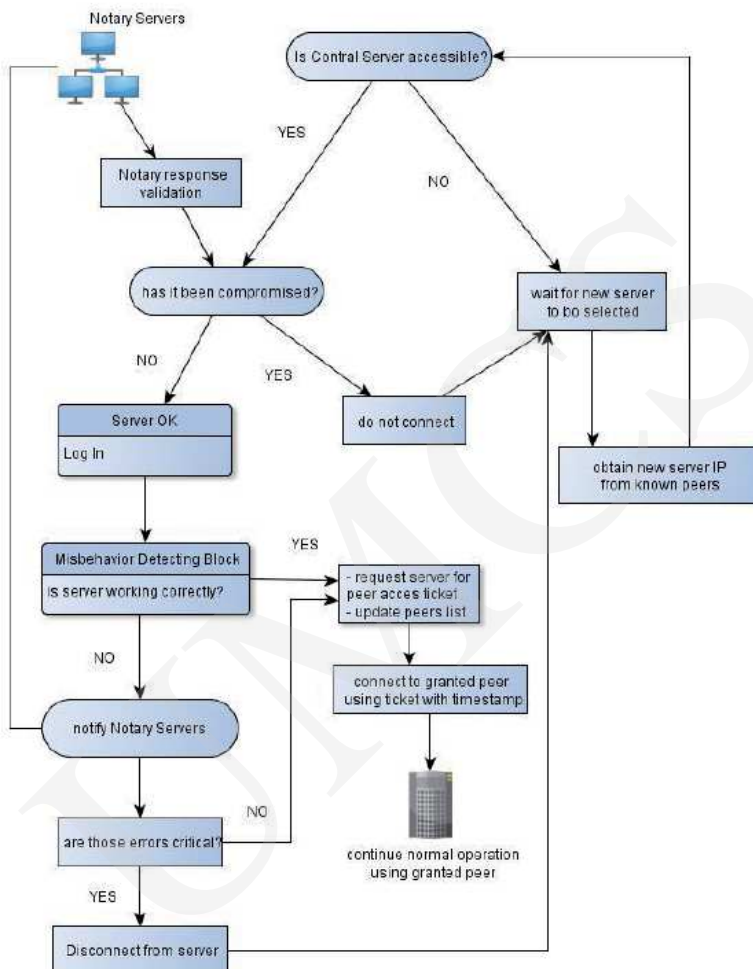 Notary Servers
Is Contral Server accessible?
YES
NO
Notary response
validation
has it been compromised?
wait for new server
to bo selected
NO
YES
Server OK
Log In
do not connect
obtain new server IP
from known peers
Misbehavior Detecting Block
Is server working correctly?
YES
- request server for
peer acces ticket
- update peers list
NO
connect to granted peer
using ticket with timestamp
notify Notary Servers
NO
are those errors critical?
continue normal operation
using granted peer
YES
Disconnect from server
UMCS